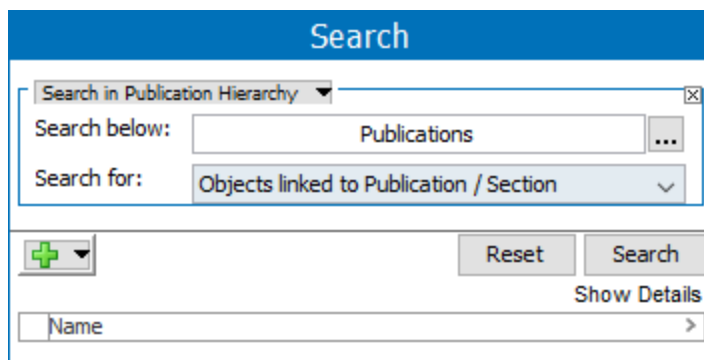 Search
Search in Publication Hierarchy
Search below: Publications ...
Search for: Objects linked to Publication / Section
Reset Search
Show Details
Name >